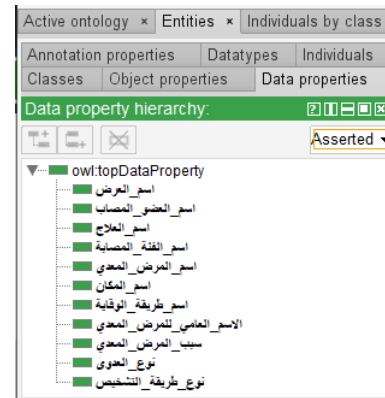 Active ontology × Entities × Individuals by class
Annotation properties Datatypes Individuals
Classes Object properties Data properties
Data property hierarchy:
Asserted
owl:topDataProperty
اسم_العرض
اسم_العضو_المصاب
اسم_العلاج
اسم_الفئة_المصابة
اسم_المرض_المعدي
اسم_المكان
اسم_طريقة_الوقاية
الاسم_العامي_للمرض_المعدي
سبب_المرض_المعدي
نوع_العدوى
نوع_طريقة_التشخيص